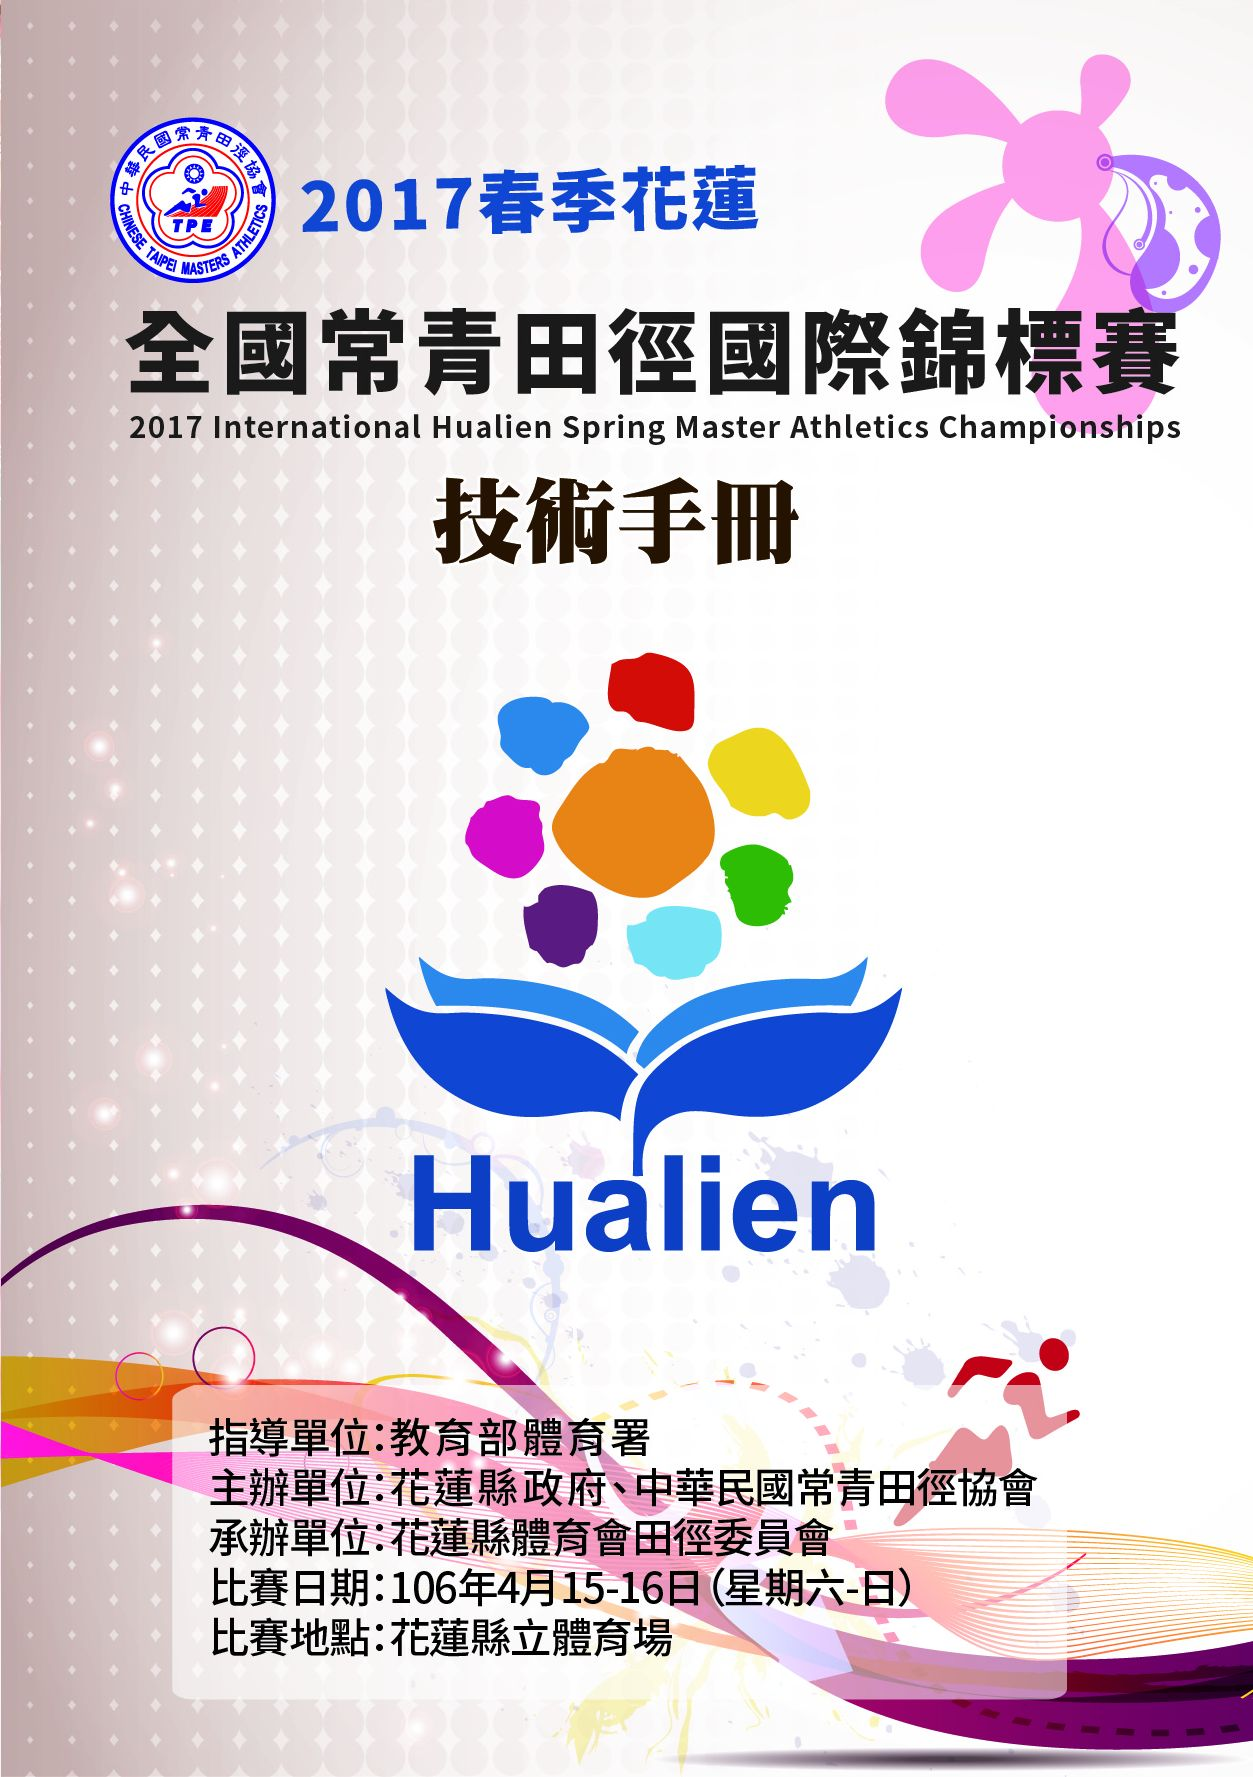 中華民國常青田徑協會
TPE
CHINESE TAIPEI MASTERS ATHLETICS
2017春季花蓮
全國常青田徑國際錦標賽
2017 International Hualien Spring Master Athletics Championships
技術手冊
Hualien
指導單位：教育部體育署
主辦單位：花蓮縣政府、中華民國常青田徑協會
承辦單位：花蓮縣體育會田徑委員會
比賽日期：106年4月15-16日（星期六-日）
比賽地點：花蓮縣立體育場